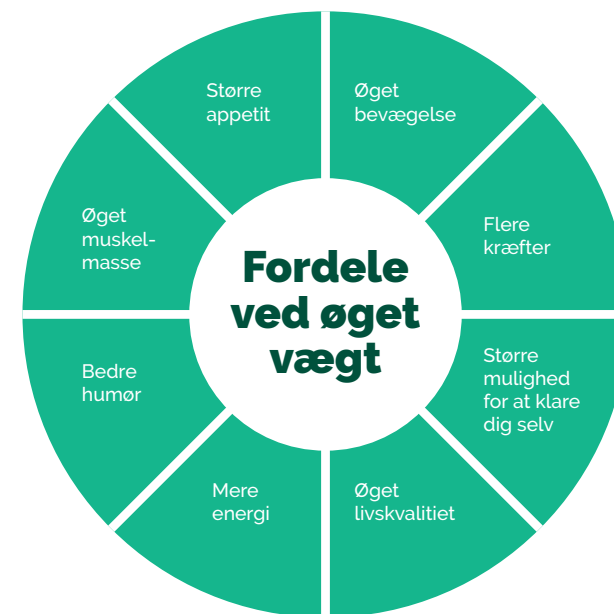 Fordele
ved øget
vægt
Øget
bevægelse
Flere
kræfter
Større
mulighed
for at klare
dig selv
Øget
livskvalitiet
Mere
energi
Bedre
humør
Øget
muskel-
masse
Større
appetit